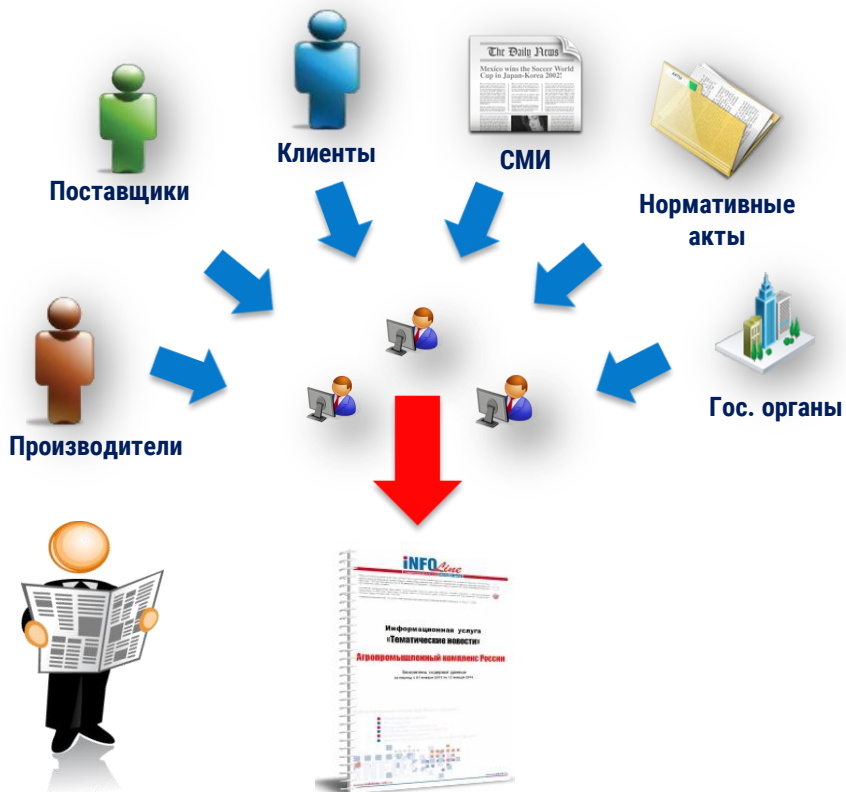 The Daily News
Mexico wins the Soccer World
Cup in Japan-Korea 2002!
АКТЫ
Клиенты
СМИ
Поставщики
Нормативные
акты
Гос. органы
Производители
iNFOLine
Информационная услуга
«Тематические новости»
Агропромышленный комплекс России